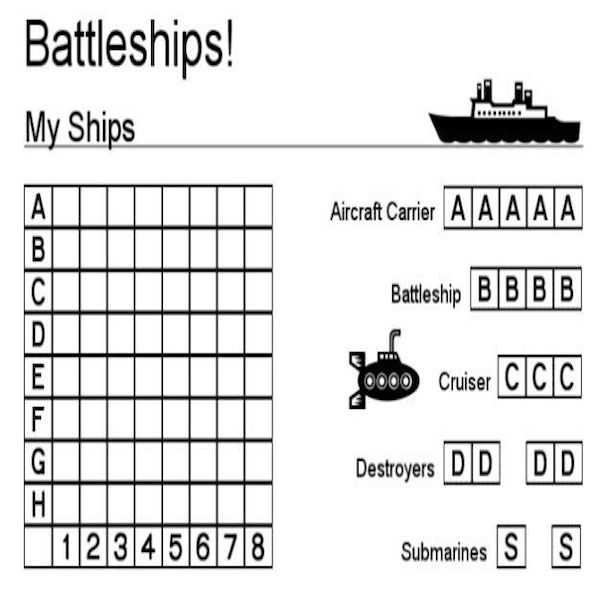 Battleships!
My Ships
A
B
C
D
E
F
G
H
1 2 3 4 5 6 7 8
Aircraft Carrier A A A A A
Battleship B B B B
Cruiser C C C
Destroyers D D D D
Submarines S S